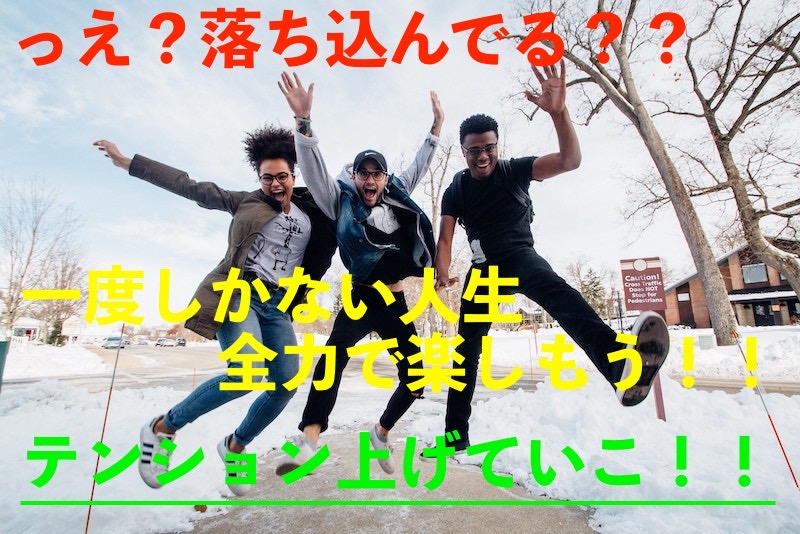 っえ？落ち込んでる？？
一度しかない人生
全力で楽しもう！！
テンション上げていこ！！
Caution!
Cross Traffic
Does NOT
Stop for
Pedestrians